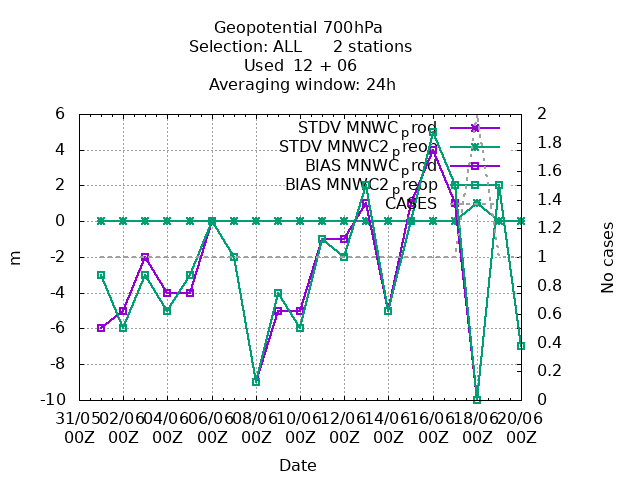 Geopotential 700hPa
Selection: ALL 2 stations
Used 12 + 06
Averaging window: 24h
STDV MNWC_prod
STDV MNWC2_preop
BIAS MNWC_prod
BIAS MNWC2_preop
CASES
6
4
2
0
-2
-4
-6
-8
-10
m
2
1.8
1.6
1.4
1.2
1
0.8
0.6
0.4
0.2
0
No cases
31/05 02/06 04/06 06/06 08/06 10/06 12/06 14/06 16/06 18/06 20/06
00Z 00Z 00Z 00Z 00Z 00Z 00Z 00Z 00Z 00Z 00Z
Date